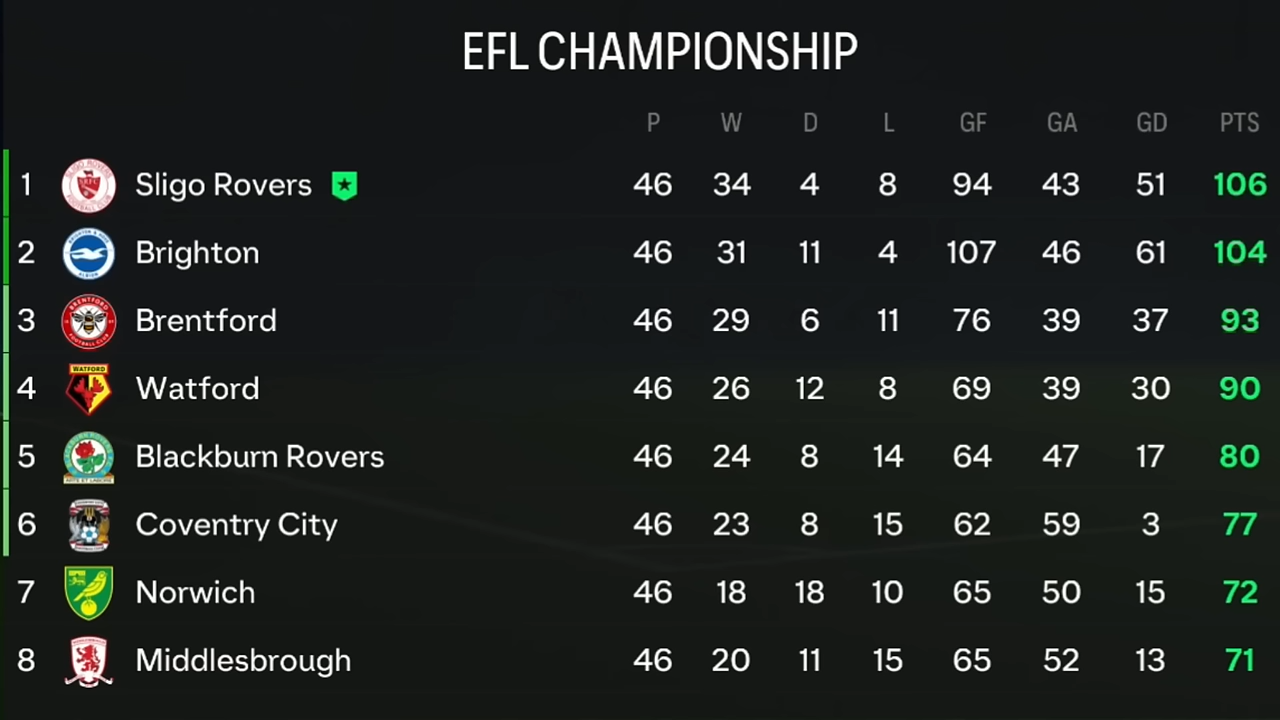 EFL CHAMPIONSHIP
P W D L GF GA GD PTS
1 Sligo Rovers 46 34 4 8 94 43 51 106
2 Brighton 46 31 11 4 107 46 61 104
3 Brentford 46 29 6 11 76 39 37 93
4 Watford 46 26 12 8 69 39 30 90
5 Blackburn Rovers 46 24 8 14 64 47 17 80
6 Coventry City 46 23 8 15 62 59 3 77
7 Norwich 46 18 18 10 65 50 15 72
8 Middlesbrough 46 20 11 15 65 52 13 71